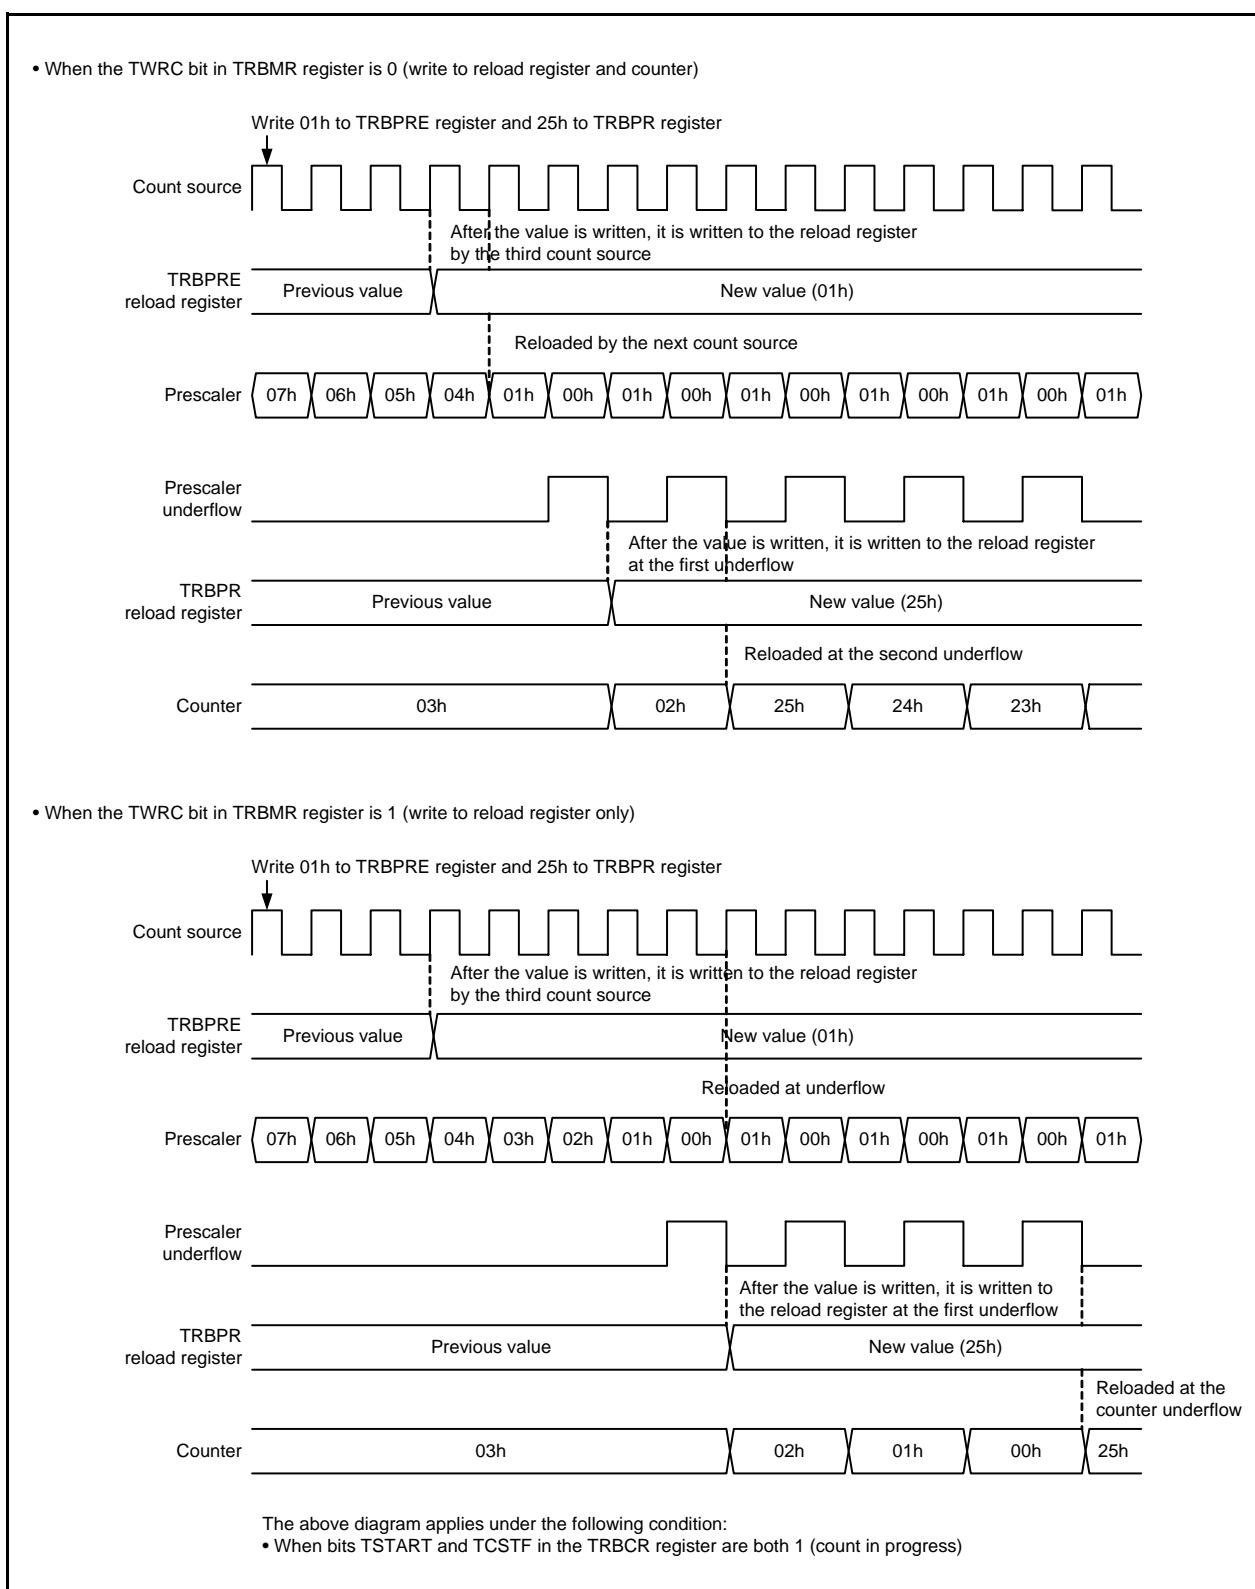 • When the TWRC bit in TRBMR register is 0 (write to reload register and counter)
Write 01h to TRBPRE register and 25h to TRBPR register
Count source
After the value is written, it is written to the reload register
by the third count source
TRBPRE
reload register
Previous value
New value (01h)
Reloaded by the next count source
Prescaler
07h 06h 05h 04h 01h 00h 01h 00h 01h 00h 01h 00h 01h 00h 01h
Prescaler
underflow
After the value is written, it is written to the reload register
at the first underflow
TRBPR
reload register
Previous value
New value (25h)
Reloaded at the second underflow
Counter
03h 02h 25h 24h 23h
• When the TWRC bit in TRBMR register is 1 (write to reload register only)
Write 01h to TRBPRE register and 25h to TRBPR register
Count source
After the value is written, it is written to the reload register
by the third count source
TRBPRE
reload register
Previous value
New value (01h)
Reloaded at underflow
Prescaler
07h 06h 05h 04h 03h 02h 01h 00h 01h 00h 01h 00h 01h 00h 01h
Prescaler
underflow
After the value is written, it is written to
the reload register at the first underflow
TRBPR
reload register
Previous value
New value (25h)
Reloaded at the
counter underflow
Counter
03h 02h 01h 00h 25h
The above diagram applies under the following condition:
• When bits TSTART and TCSTF in the TRBCR register are both 1 (count in progress)